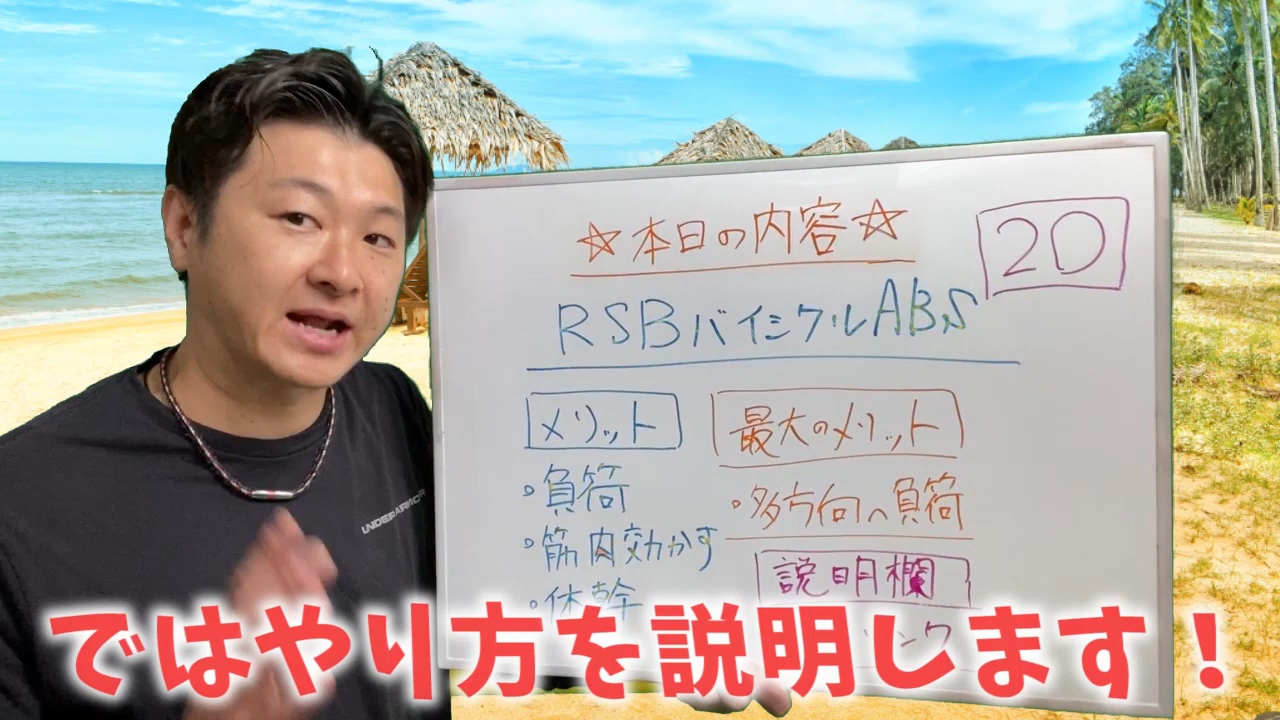 ☆本日の内容☆
2D
RSBバイシクルABS
メリット
・負荷
・筋肉効かす
・体幹
最大のメリット
・多方向へ負荷
説明欄
UNDER ARMOUR
ではやり方を説明します！